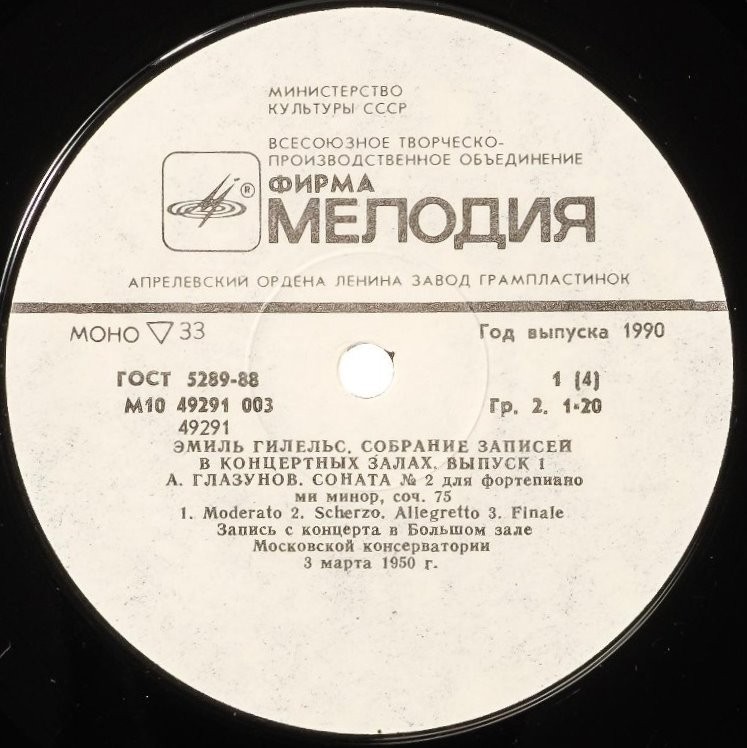 МИНИСТЕРСТВО
КУЛЬТУРЫ СССР
ВСЕСОЮЗНОЕ ТВОРЧЕСКО-
ПРОИЗВОДСТВЕННОЕ ОБЪЕДИНЕНИЕ
ФИРМА
® МЕЛОДИЯ
АПРЕЛЕВСКИЙ ОРДЕНА ЛЕНИНА ЗАВОД ГРАМПЛАСТИНОК
МОНО ▽ 33 Год выпуска 1990
ГОСТ 5289-88 1 (4)
М10 49291 003 Гр. 2. 1-20
49291
ЭМИЛЬ ГИЛЕЛЬС. СОБРАНИЕ ЗАПИСЕЙ
В КОНЦЕРТНЫХ ЗАЛАХ. ВЫПУСК 1
А. ГЛАЗУНОВ. СОНАТА № 2 для фортепиано
ми минор, соч. 75
1. Moderato 2. Scherzo. Allegretto 3. Finale
Запись с концерта в Большом зале
Московской консерватории
3 марта 1950 г.